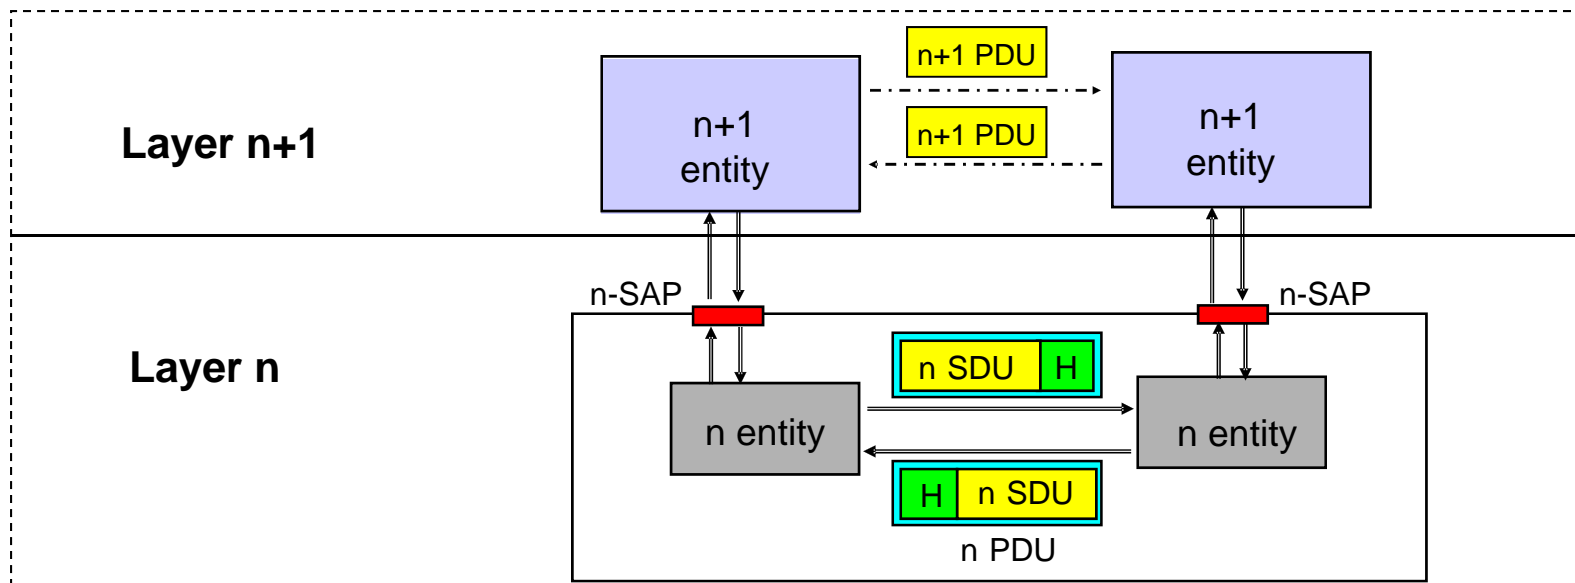 n+1 PDU
Layer n+1
n+1
entity
n+1 PDU
n+1
entity
n-SAP
n-SAP
Layer n
n SDU H
n entity
n entity
H n SDU
n PDU